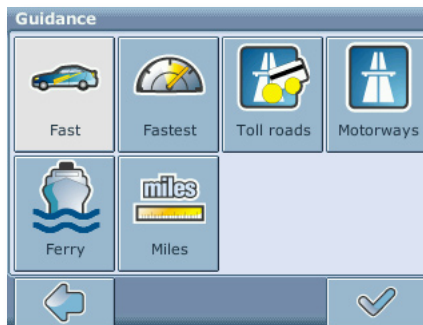 Guidance
Fast
Fastest
Toll roads
Motorways
Ferry
miles
Miles